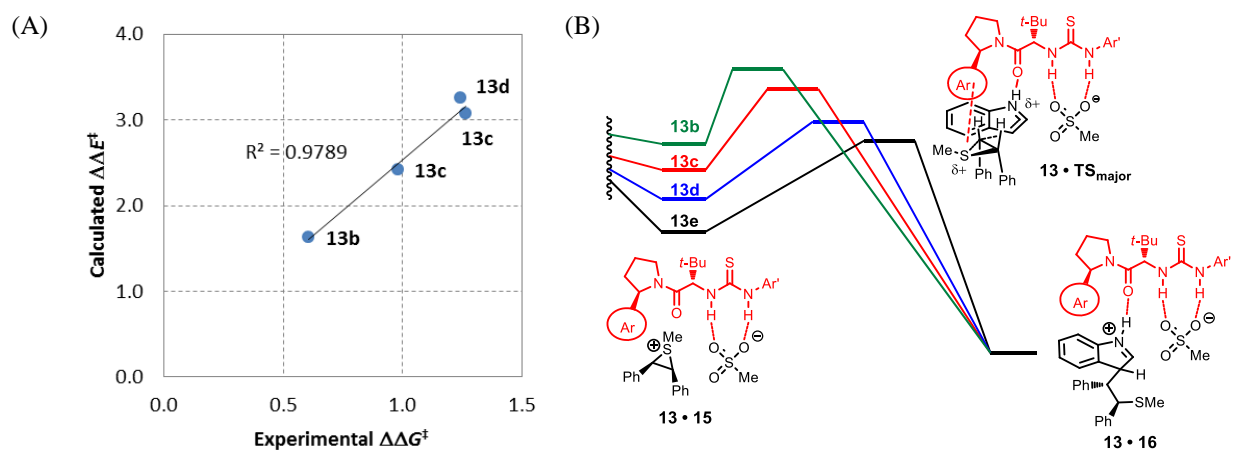 (A)
4.0
3.0
2.0
1.0
0.0
0.0
0.5
1.0
1.5
Calculated ΔΔE‡
Experimental ΔΔG‡
R² = 0.9789
13d
13c
13c
13b
(B)
13b
13c
13d
13e
t-Bu
S
N
N
N
Ar'
O
H
H
Ar
H
N
δ+
O
O
⊖
S
O
Me
H
H
MeS
δ+
Ph
Ph
13 • TSmajor
t-Bu
S
N
N
N
Ar'
O
H
H
Ar
Me
⊕
S
O
O
⊖
S
O
Me
Ph
Ph
13 • 15
t-Bu
S
N
N
N
Ar'
O
H
H
Ar
H
⊕
N
O
O
⊖
S
O
Me
H
Ph
SMe
Ph
13 • 16